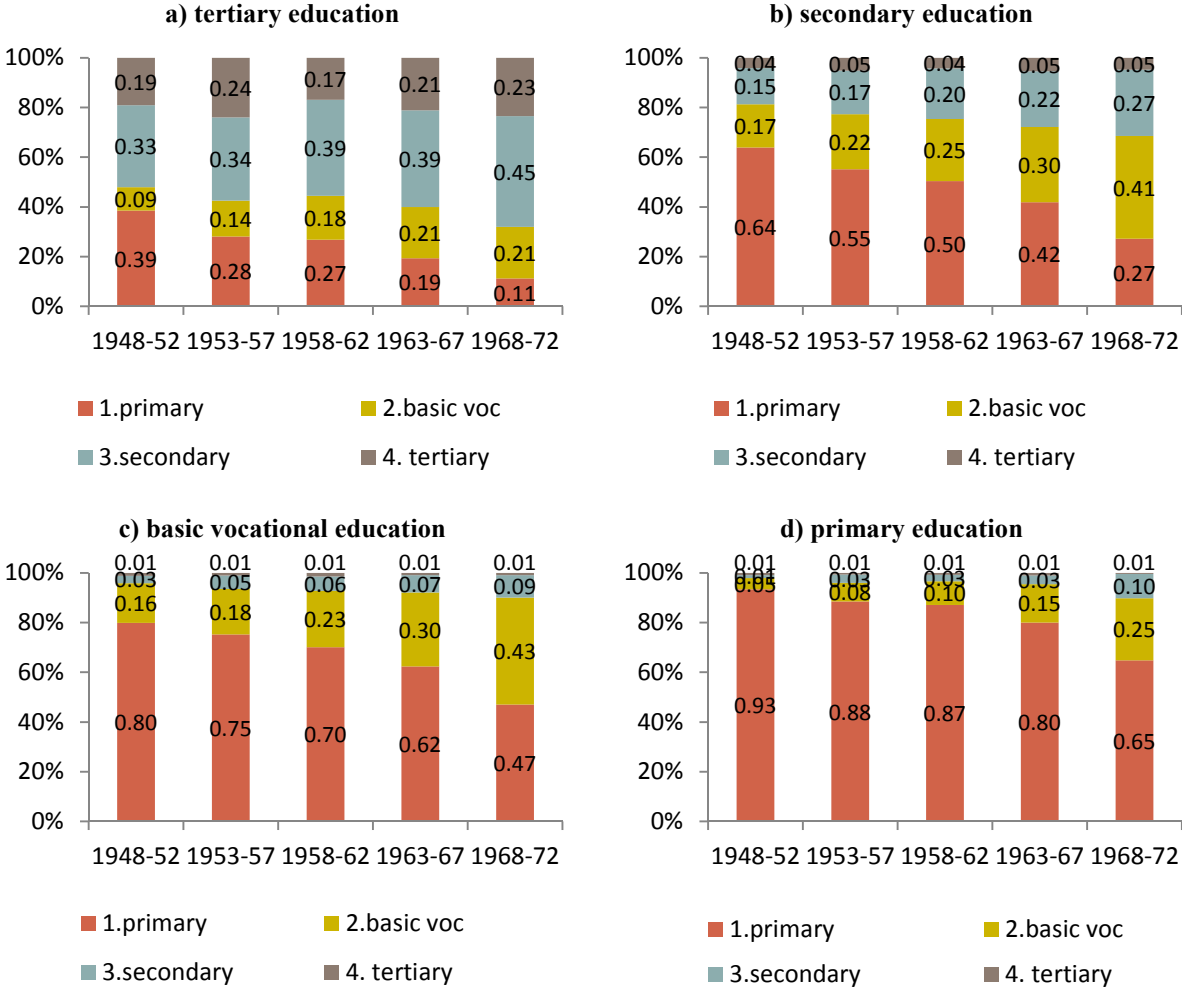 a) tertiary education
100%
80%
60%
40%
20%
0%
0.19 0.24 0.17 0.21 0.23
0.33 0.34 0.39 0.39 0.45
0.09 0.14 0.18 0.21 0.21
0.39 0.28 0.27 0.19 0.11
1948-52 1953-57 1958-62 1963-67 1968-72
1.primary 2.basic voc
3.secondary 4. tertiary
b) secondary education
100%
80%
60%
40%
20%
0%
0.04 0.05 0.04 0.05 0.05
0.15 0.17 0.20 0.22 0.27
0.17 0.22 0.25 0.30 0.41
0.64 0.55 0.50 0.42 0.27
1948-52 1953-57 1958-62 1963-67 1968-72
1.primary 2.basic voc
3.secondary 4. tertiary
c) basic vocational education
100%
80%
60%
40%
20%
0%
0.01 0.01 0.01 0.01 0.01
0.03 0.05 0.06 0.07 0.09
0.16 0.18 0.23 0.30 0.43
0.80 0.75 0.70 0.62 0.47
1948-52 1953-57 1958-62 1963-67 1968-72
1.primary 2.basic voc
3.secondary 4. tertiary
d) primary education
100%
80%
60%
40%
20%
0%
0.01 0.01 0.01 0.01 0.01
0.01 0.03 0.03 0.03 0.10
0.05 0.08 0.10 0.15 0.25
0.93 0.88 0.87 0.80 0.65
1948-52 1953-57 1958-62 1963-67 1968-72
1.primary 2.basic voc
3.secondary 4. tertiary